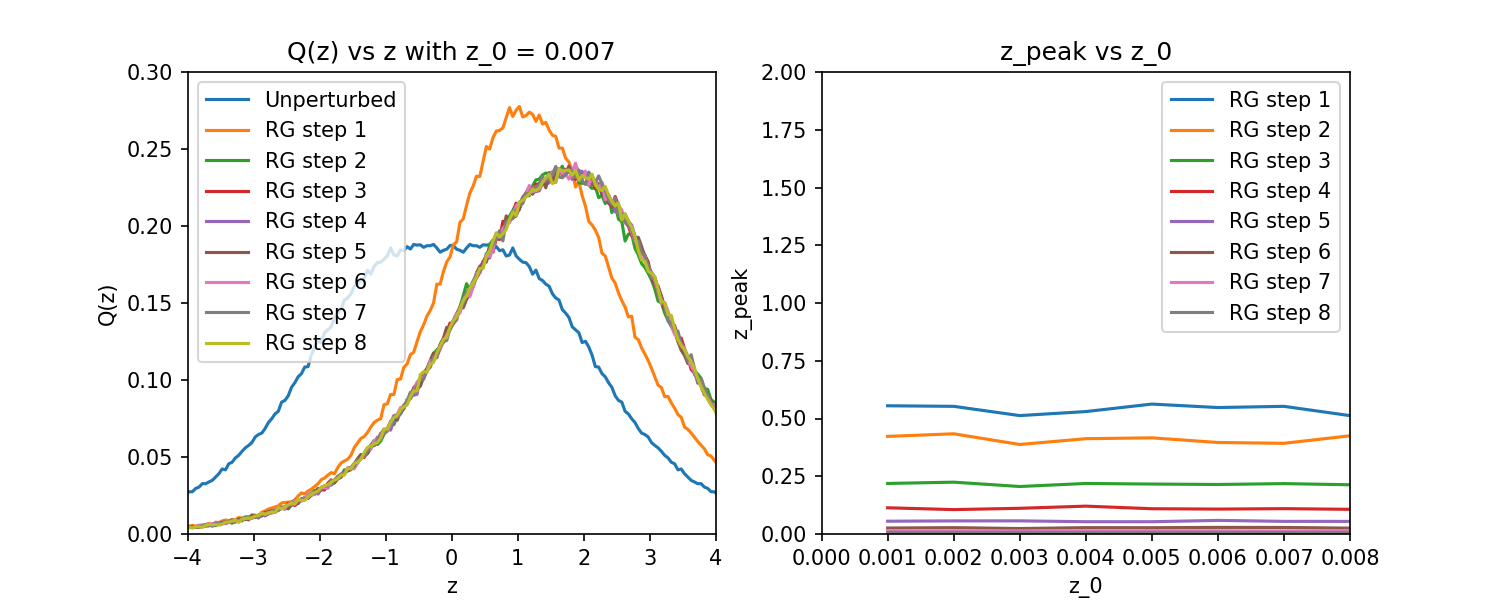 Q(z) vs z with z_0 = 0.007
0.30
0.25
0.20
0.15
0.10
0.05
0.00
Q(z)
Unperturbed
RG step 1
RG step 2
RG step 3
RG step 4
RG step 5
RG step 6
RG step 7
RG step 8
−4 −3 −2 −1 0 1 2 3 4
z
z_peak vs z_0
2.00
1.75
1.50
1.25
1.00
0.75
0.50
0.25
0.00
z_peak
RG step 1
RG step 2
RG step 3
RG step 4
RG step 5
RG step 6
RG step 7
RG step 8
0.000 0.001 0.002 0.003 0.004 0.005 0.006 0.007 0.008
z_0